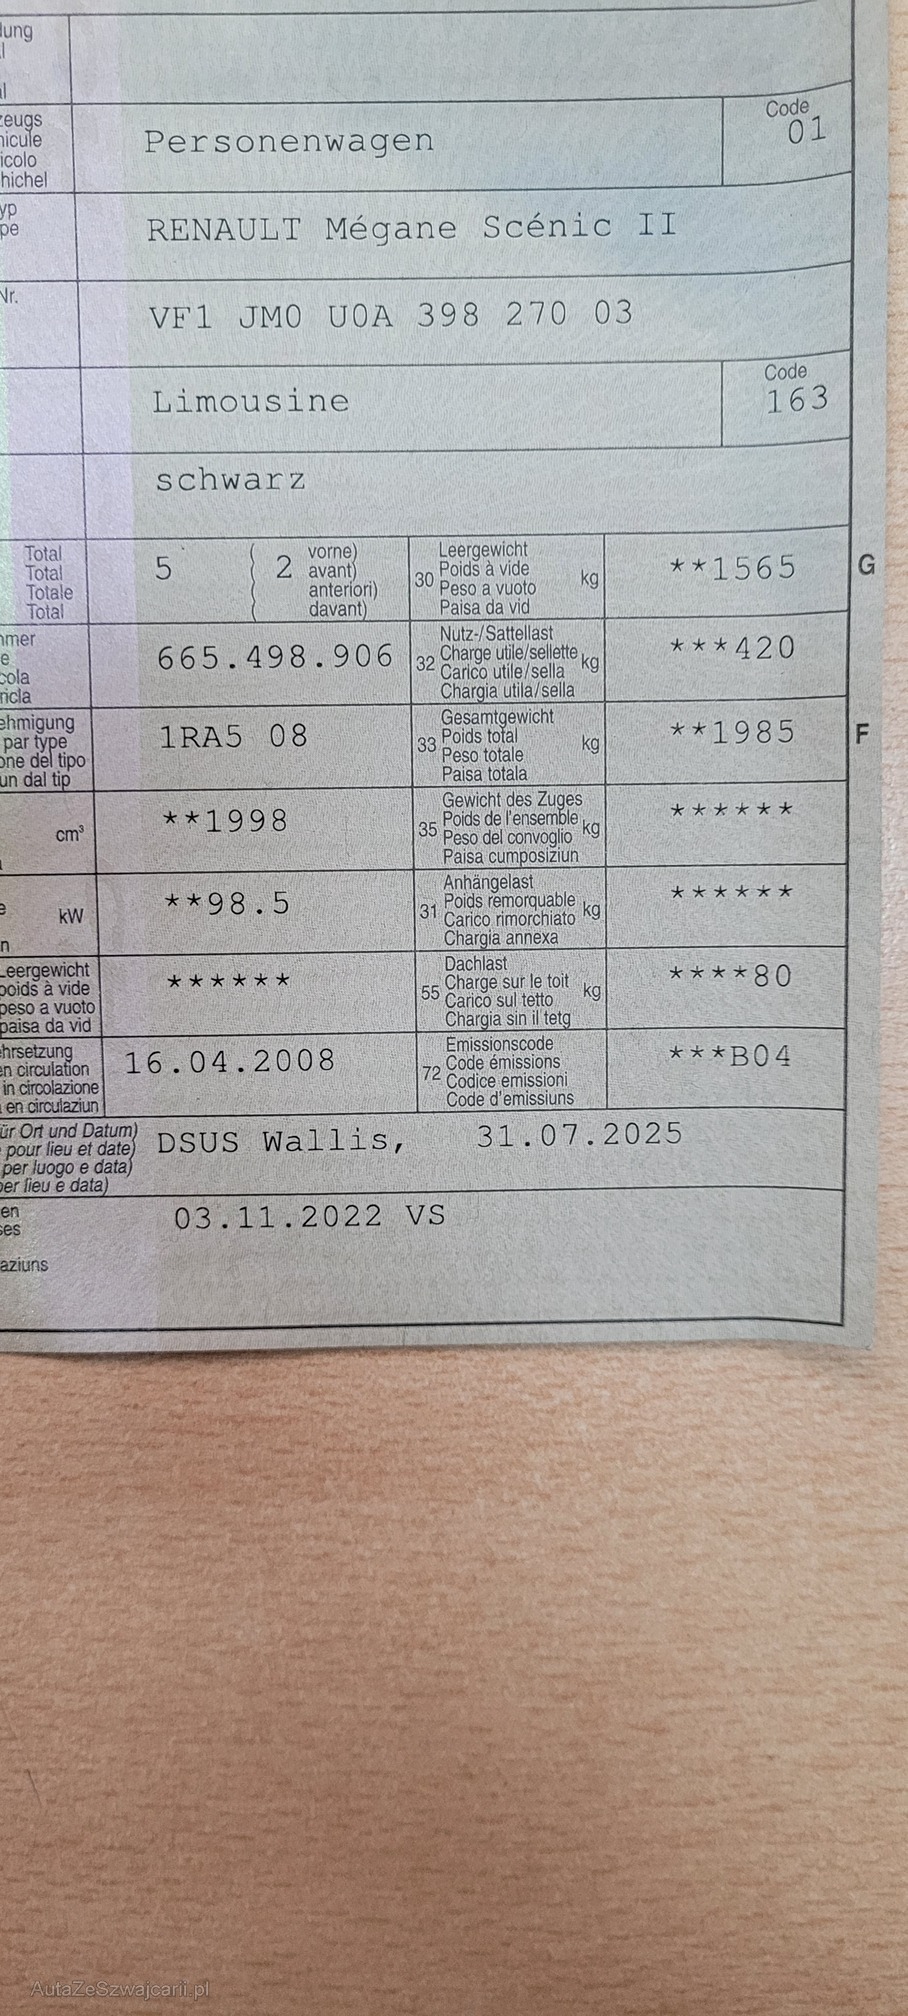 lung
l
al
zeugs
hicule
icolo
hichel
Personenwagen
Code
01
yp
pe
RENAULT Mégane Scénic II
Nr.
VF1 JM0 U0A 398 270 03
Limousine
Code
163
schwarz
Total
Total
Totale
Total
5
( 2
vorne)
avant)
anteriori)
davant)
30
Leergewicht
Poids à vide
Peso a vuoto
Paisa da vid
kg
**1565
G
nmer
e
cola
ricla
665.498.906
32
Nutz-/Sattellast
Charge utile/sellette
Carico utile/sella
Chargia utila/sella
kg
***420
ehmigung
par type
one del tipo
un dal tip
1RA5 08
33
Gesamtgewicht
Poids total
Peso totale
Paisa totala
kg
**1985
F
cm³
**1998
35
Gewicht des Zuges
Poids de l'ensemble
Peso del convoglio
Paisa cumposiziun
kg
******
e
kW
n
**98.5
31
Anhängelast
Poids remorquable
Carico rimorchiato
Chargia annexa
kg
******
Leergewicht
poids à vide
peso a vuoto
paisa da vid
******
55
Dachlast
Charge sur le toit
Carico sul tetto
Chargia sin il tetg
kg
****80
hrsetzung
en circulation
in circolazione
en circulaziun
16.04.2008
72
Emissionscode
Code émissions
Codice emissioni
Code d'emissiuns
***B04
ür Ort und Datum)
pour lieu et date)
per luogo e data)
per lieu e data)
DSUS Wallis, 31.07.2025
en
ses
aziuns
03.11.2022 VS
AutaZeSzwajcarii.pl